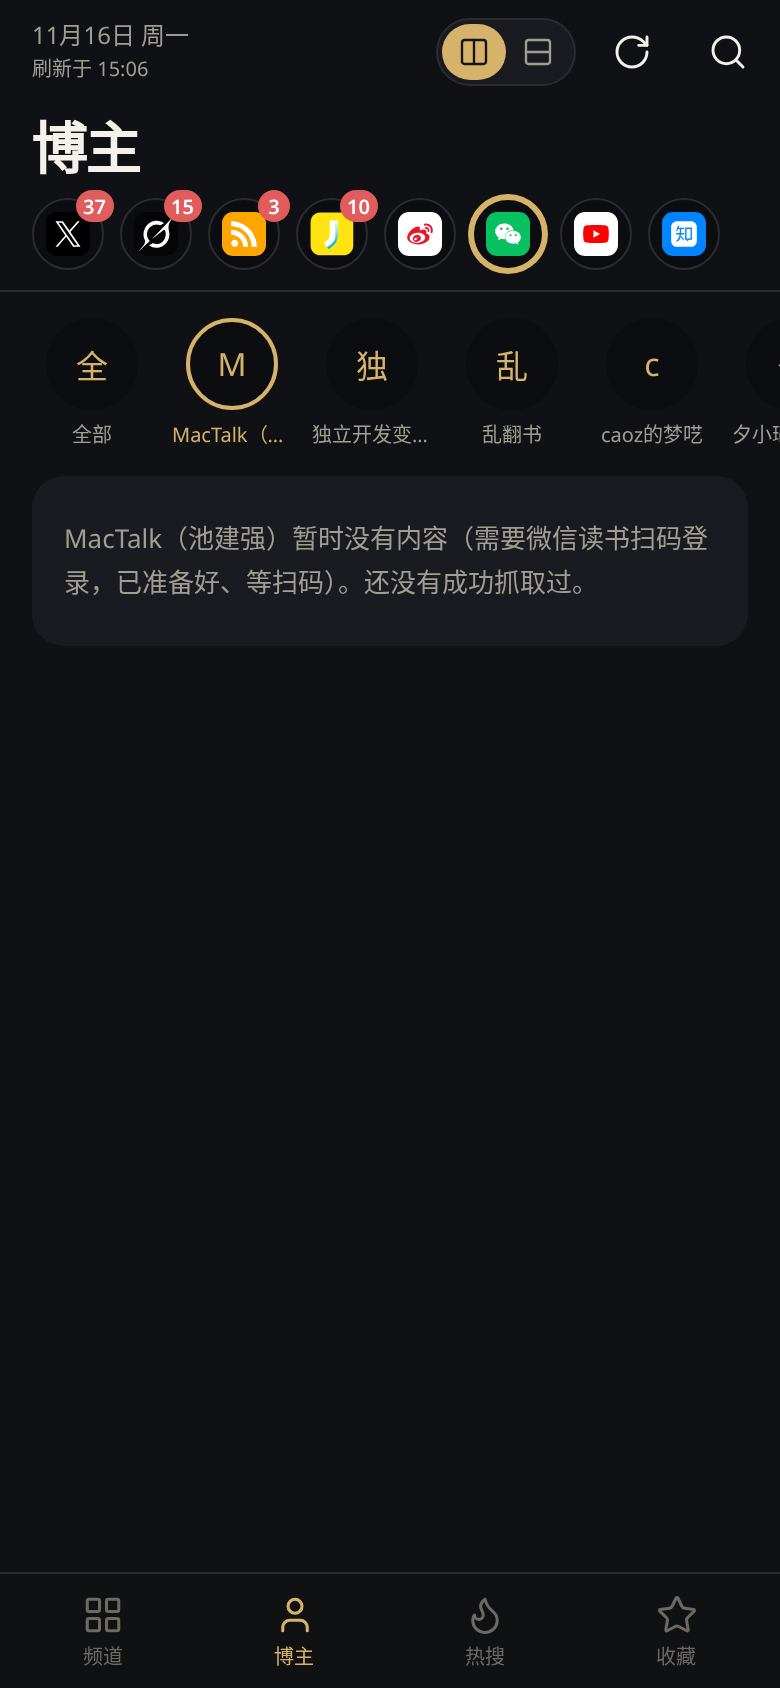 11月16日 周一
刷新于 15:06
博主
37
15
3
10
知
全
M
独
乱
c
全部
MacTalk（...
独立开发变...
乱翻书
caoz的梦呓
夕小
MacTalk（池建强）暂时没有内容（需要微信读书扫码登
录，已准备好、等扫码）。还没有成功抓取过。
频道
博主
热搜
收藏